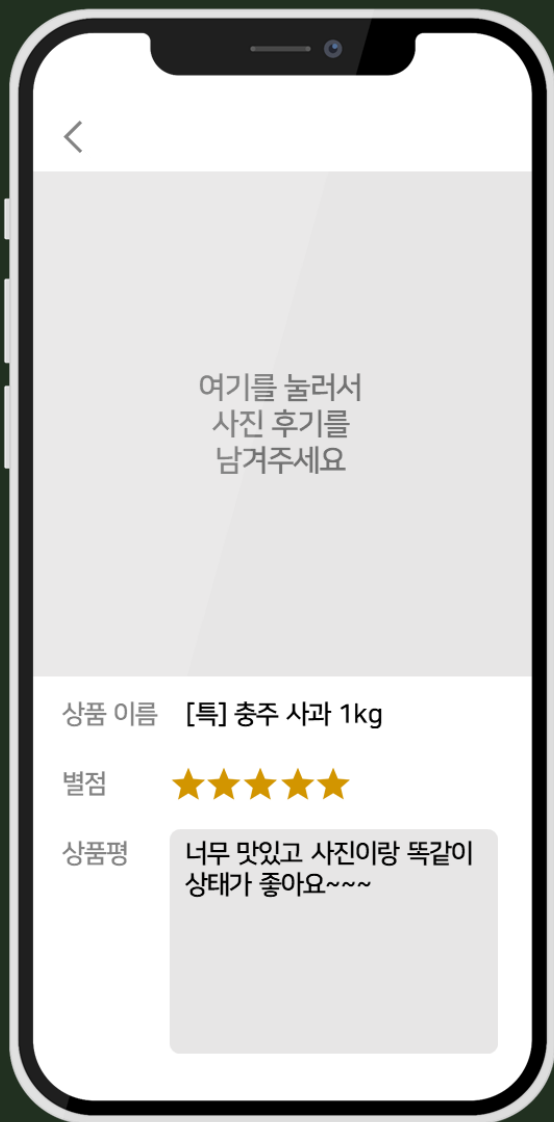 여기를 눌러서
사진 후기를
남겨주세요
상품 이름 [특] 충주 사과 1kg
별점
상품평 너무 맛있고 사진이랑 똑같이
상태가 좋아요~~~